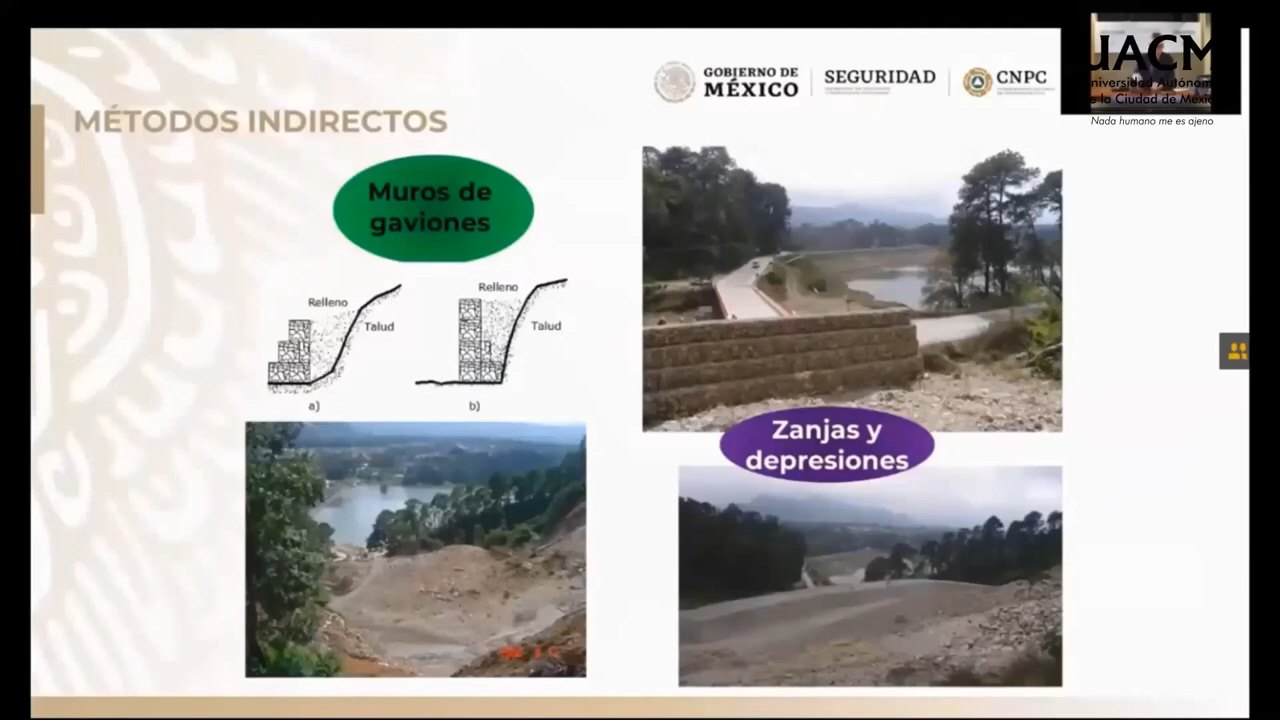 GOBIERNO DE
MÉXICO
SEGURIDAD
CNPC
UACM
Universidad Autónoma
de la Ciudad de México
Nada humano me es ajeno
MÉTODOS INDIRECTOS
Muros de
gaviones
Relleno
Talud
a)
Relleno
Talud
b)
Zanjas y
depresiones